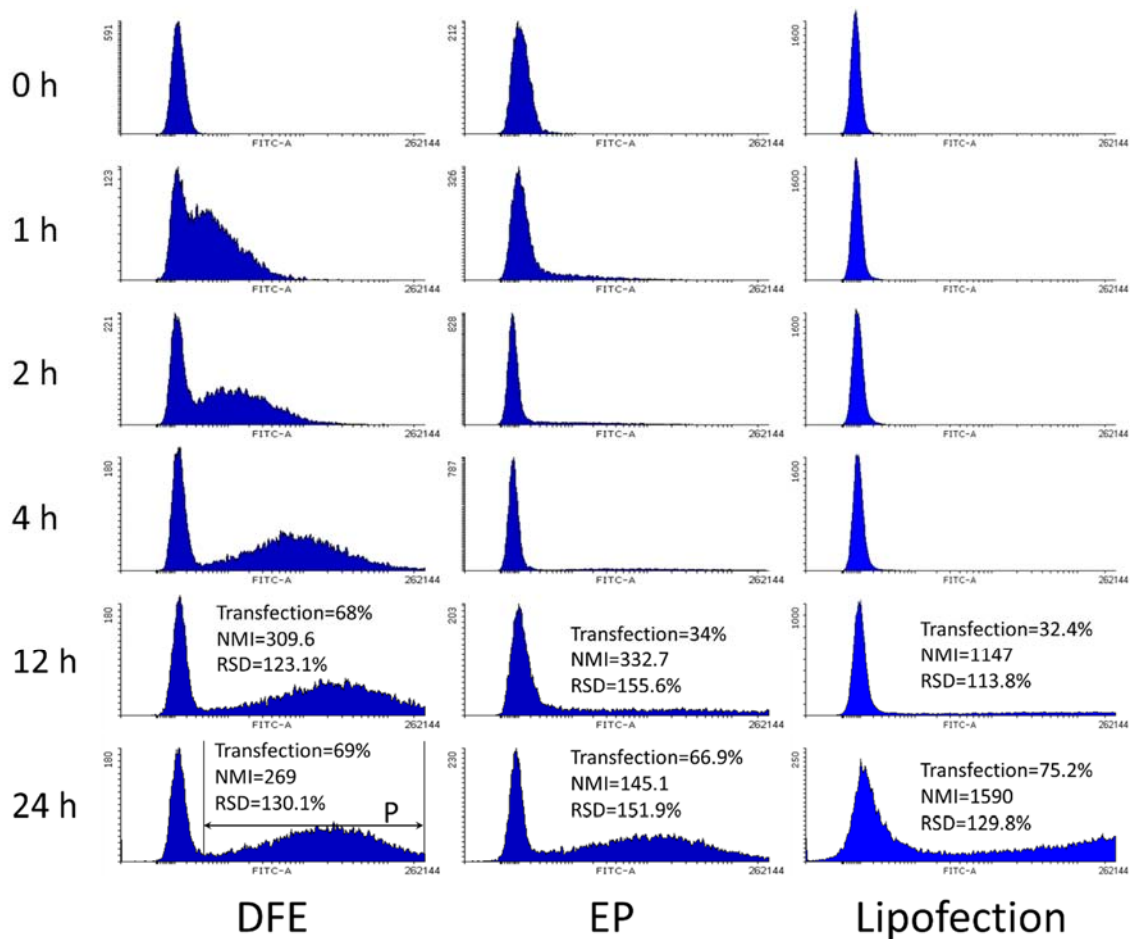 0 h
591
FITC-A
262144
212
FITC-A
262144
1600
FITC-A
262144
1 h
123
FITC-A
262144
326
FITC-A
262144
1600
FITC-A
262144
2 h
221
FITC-A
262144
828
FITC-A
262144
1600
FITC-A
262144
4 h
180
FITC-A
262144
787
FITC-A
262144
1600
FITC-A
262144
12 h
180
Transfection=68%
NMI=309.6
RSD=123.1%
FITC-A
262144
203
Transfection=34%
NMI=332.7
RSD=155.6%
FITC-A
262144
1000
Transfection=32.4%
NMI=1147
RSD=113.8%
FITC-A
262144
24 h
180
Transfection=69%
NMI=269
RSD=130.1%
P
FITC-A
262144
230
Transfection=66.9%
NMI=145.1
RSD=151.9%
FITC-A
262144
250
Transfection=75.2%
NMI=1590
RSD=129.8%
FITC-A
262144
DFE
EP
Lipofection